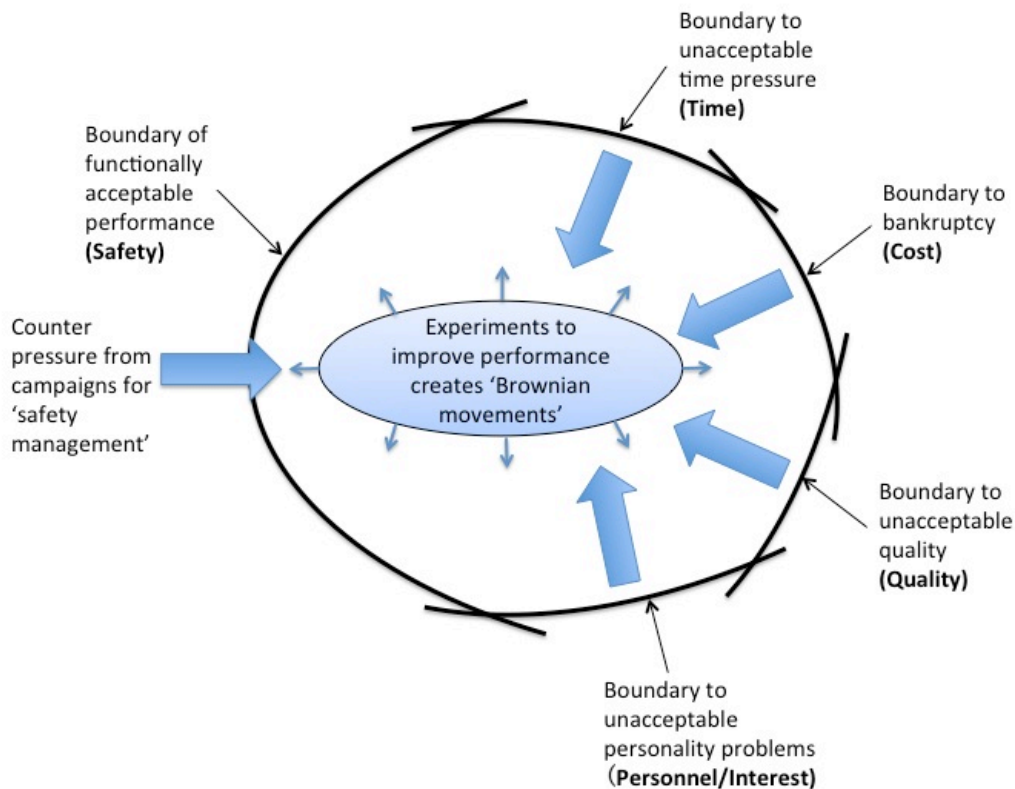 Boundary to
unacceptable
time pressure
(Time)
Boundary of
functionally
acceptable
performance
(Safety)
Boundary to
bankruptcy
(Cost)
Counter
pressure from
campaigns for
‘safety
management’
Experiments to
improve performance
creates ‘Brownian
movements’
Boundary to
unacceptable
quality
(Quality)
Boundary to
unacceptable
personality problems
（Personnel/Interest)